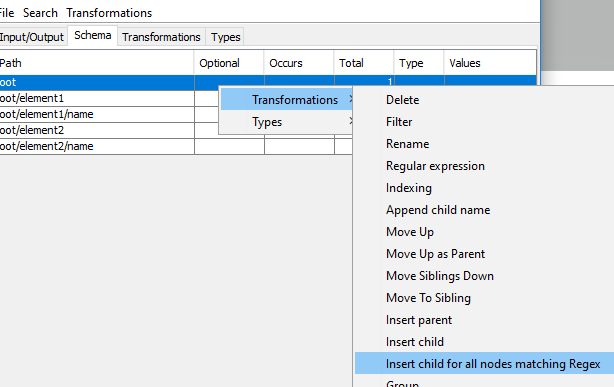 File Search Transformations
Input/Output Schema Transformations Types
Path Optional Occurs Total Type Values
root 1
root/element1
root/element1/name
root/element2
root/element2/name
Transformations >
Types >
Delete
Filter
Rename
Regular expression
Indexing
Append child name
Move Up
Move Up as Parent
Move Siblings Down
Move To Sibling
Insert parent
Insert child
Insert child for all nodes matching Regex
Group